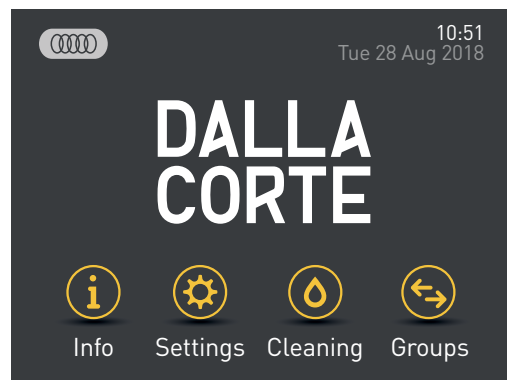 10:51
Tue 28 Aug 2018
DALLA
CORTE
Info
Settings
Cleaning
Groups